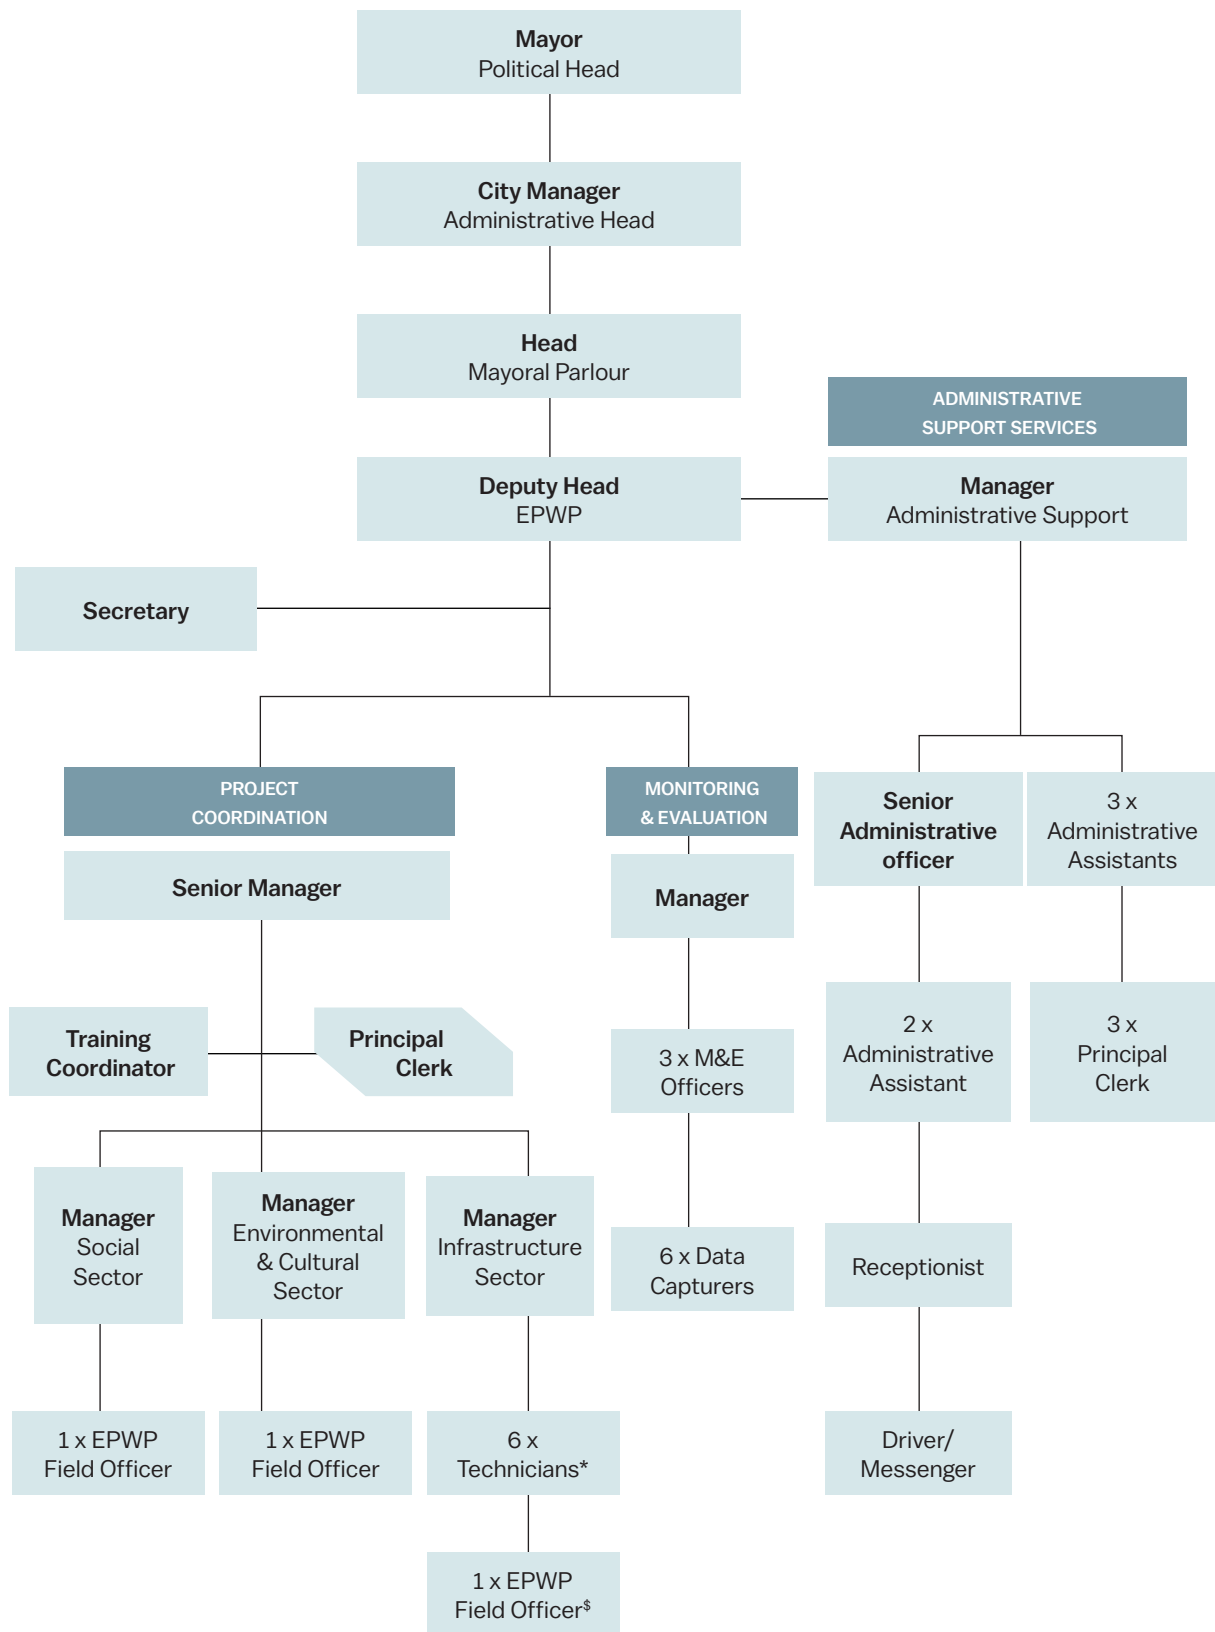 Mayor
Political Head
City Manager
Administrative Head
Head
Mayoral Parlour
ADMINISTRATIVE
SUPPORT SERVICES
Deputy Head
EPWP
Manager
Administrative Support
Secretary
PROJECT
COORDINATION
MONITORING
& EVALUATION
Senior
Administrative
officer
3 x
Administrative
Assistants
Senior Manager
Manager
Training
Coordinator
Principal
Clerk
3 x M&E
Officers
2 x
Administrative
Assistant
3 x
Principal
Clerk
Manager
Social
Sector
Manager
Environmental
& Cultural
Sector
Manager
Infrastructure
Sector
6 x Data
Capturers
Receptionist
1 x EPWP
Field Officer
1 x EPWP
Field Officer
6 x
Technicians*
Driver/
Messenger
1 x EPWP
Field Officer$